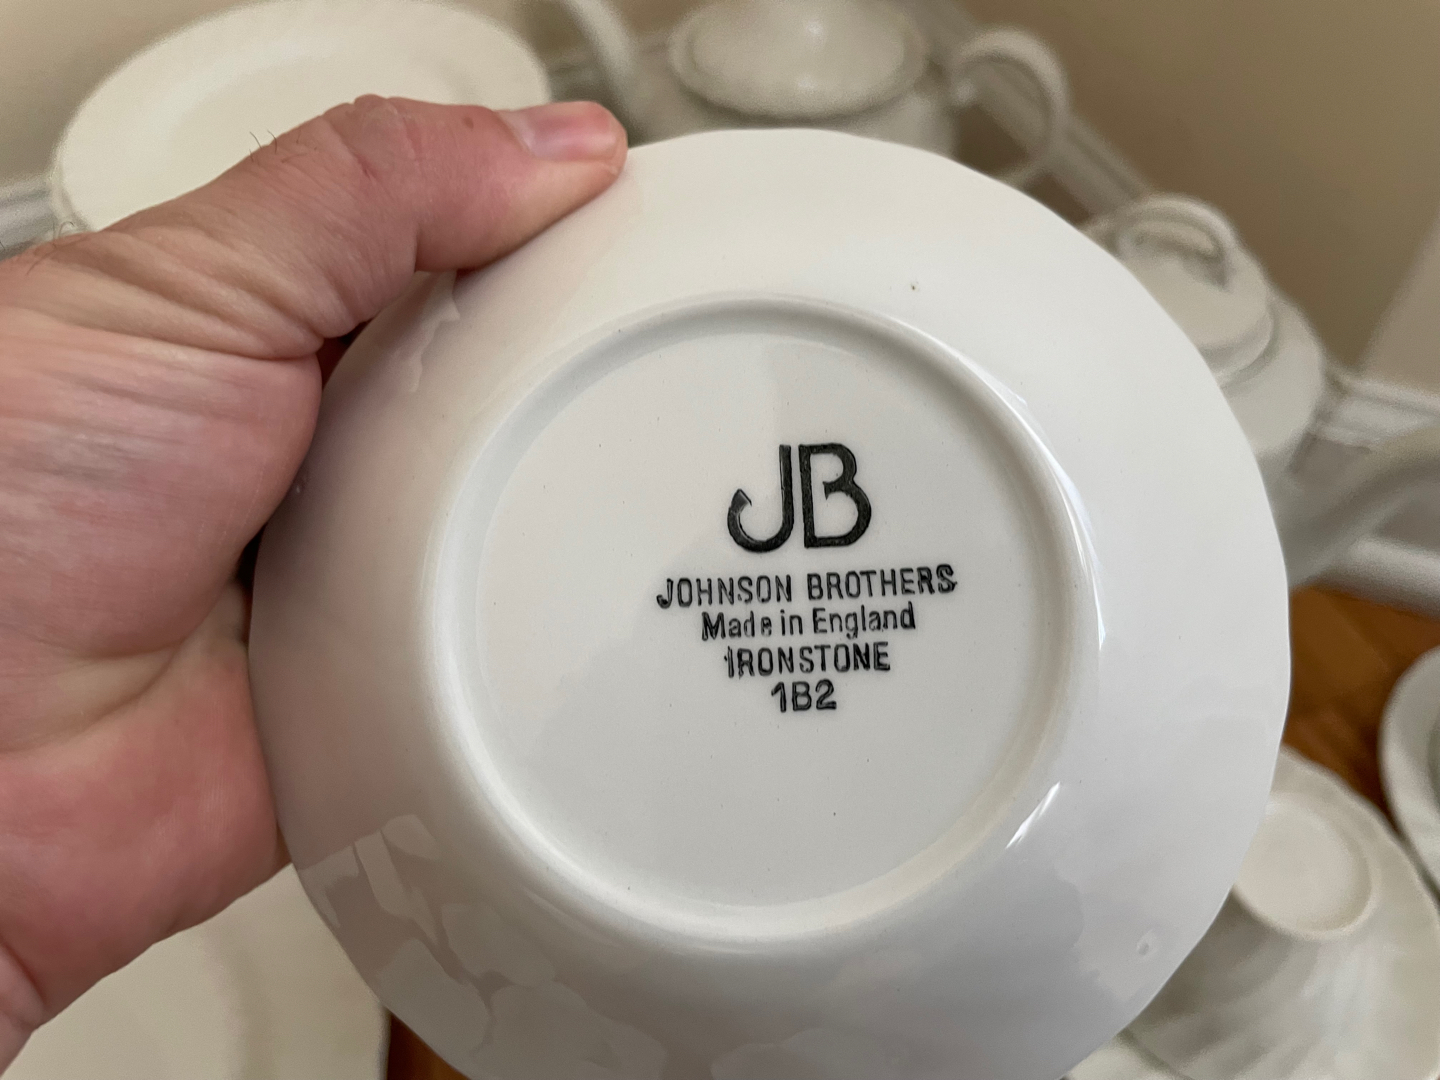 JB
JOHNSON BROTHERS
Made in England
IRONSTONE
1B2